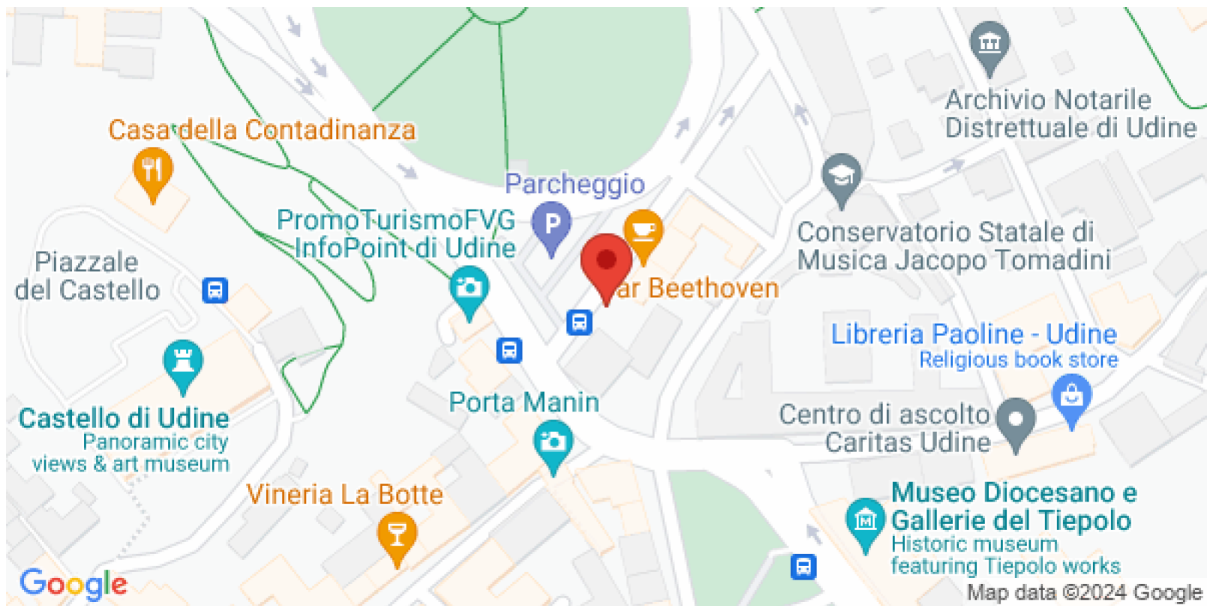 Archivio Notarile
Distrettuale di Udine
Casa della Contadinanza
Parcheggio
P
PromoTurismoFVG
InfoPoint di Udine
Conservatorio Statale di
Musica Jacopo Tomadini
Piazzale
del Castello
ar Beethoven
Libreria Paoline - Udine
Religious book store
Castello di Udine
Panoramic city
views & art museum
Porta Manin
Centro di ascolto
Caritas Udine
Vineria La Botte
Museo Diocesano e
Gallerie del Tiepolo
Historic museum
featuring Tiepolo works
M
Google
Map data ©2024 Google